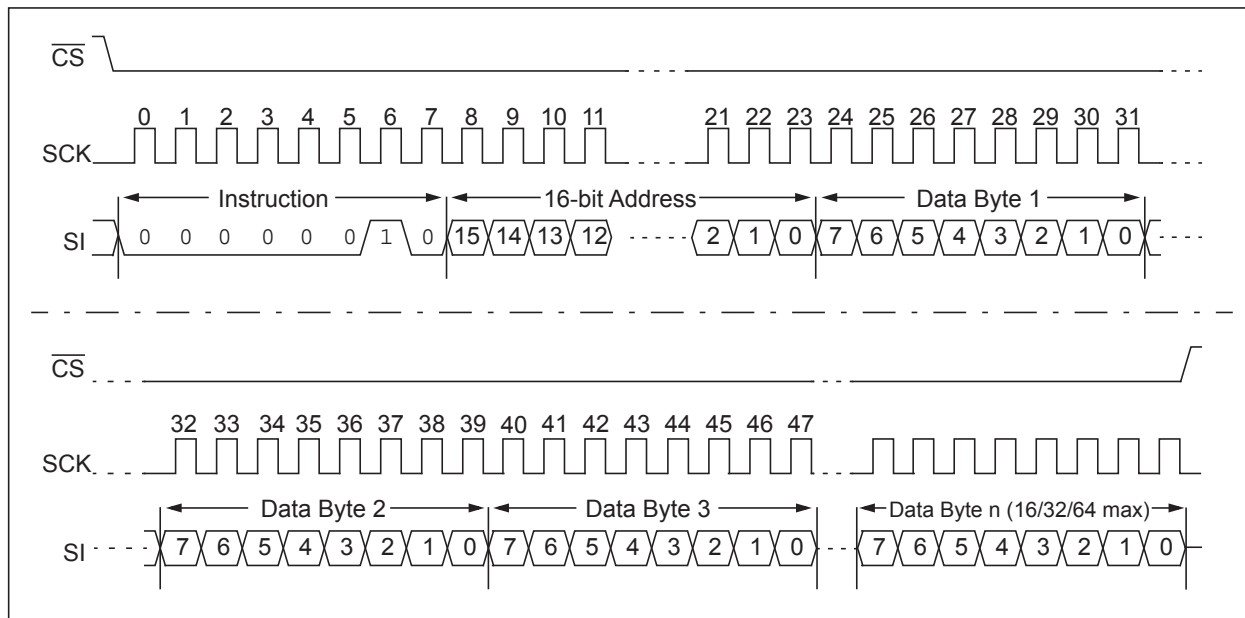 CS
0 1 2 3 4 5 6 7 8 9 10 11 21 22 23 24 25 26 27 28 29 30 31
SCK
Instruction 16-bit Address Data Byte 1
SI 0 0 0 0 0 0 1 0 15 14 13 12 2 1 0 7 6 5 4 3 2 1 0
CS
32 33 34 35 36 37 38 39 40 41 42 43 44 45 46 47
SCK
Data Byte 2 Data Byte 3 Data Byte n (16/32/64 max)
SI 7 6 5 4 3 2 1 0 7 6 5 4 3 2 1 0 7 6 5 4 3 2 1 0